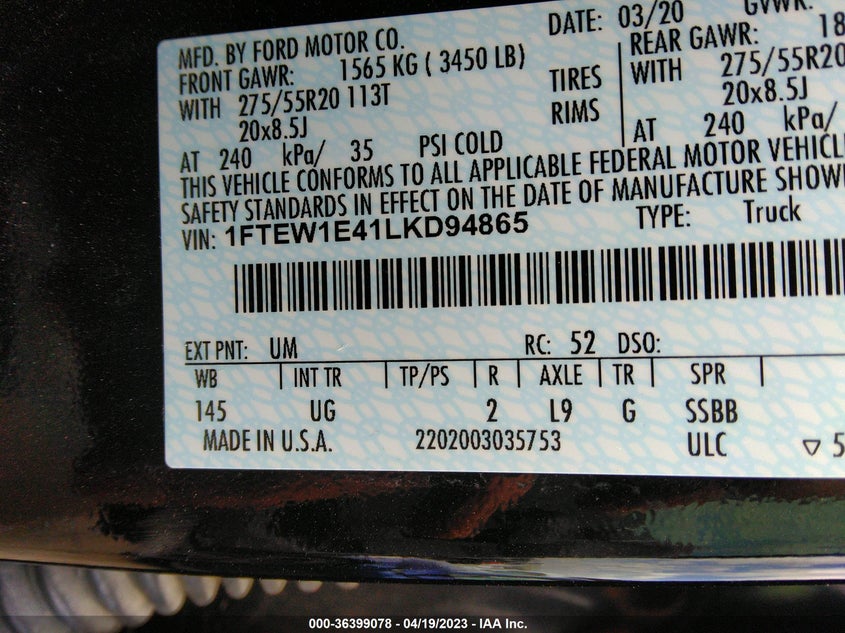 MFD. BY FORD MOTOR CO.
DATE: 03/20
GVWR:
FRONT GAWR: 1565 KG ( 3450 LB)
REAR GAWR: 18
WITH 275/55R20 113T
TIRES
WITH 275/55R20
20x8.5J
RIMS
20x8.5J
AT 240 kPa/ 35 PSI COLD
AT 240 kPa/
THIS VEHICLE CONFORMS TO ALL APPLICABLE FEDERAL MOTOR VEHICLE
SAFETY STANDARDS IN EFFECT ON THE DATE OF MANUFACTURE SHOW
VIN: 1FTEW1E41LKD94865
TYPE: Truck
EXT PNT: UM
RC: 52 DSO:
WB INT TR TP/PS R AXLE TR SPR
145 UG 2 L9 G SSBB
MADE IN U.S.A. 2202003035753 ULC ▽ 5
000-36399078 - 04/19/2023 - IAA Inc.